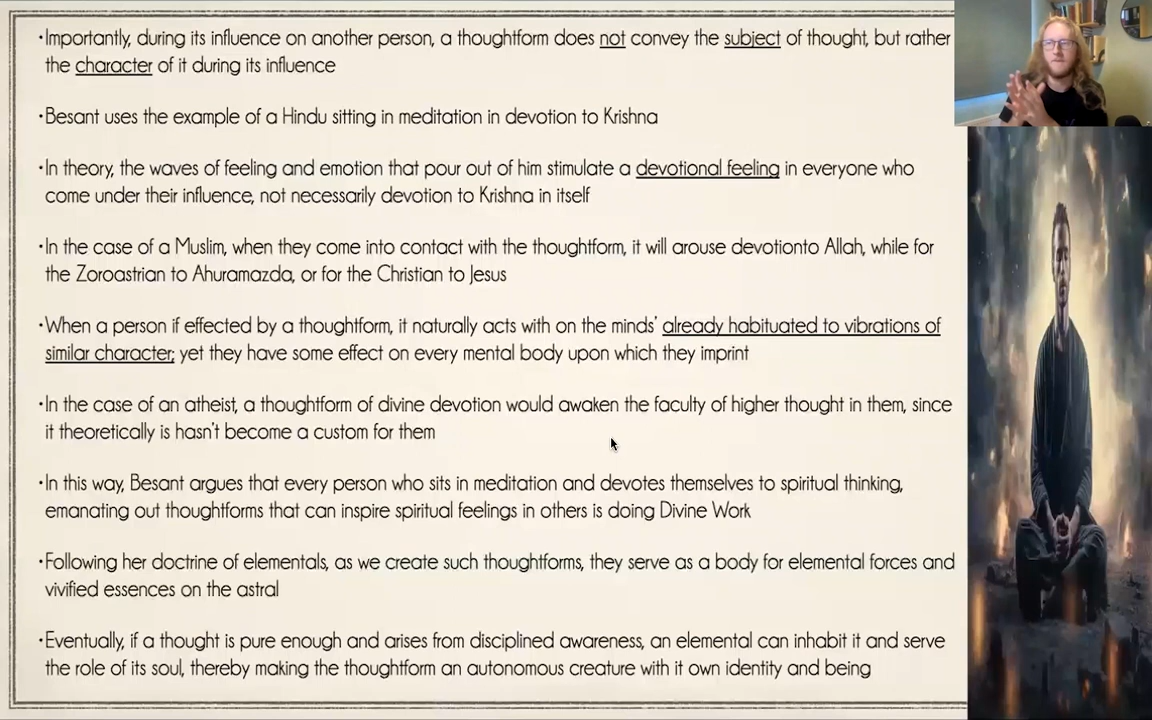 •Importantly, during its influence on another person, a thoughtform does not convey the subject of thought, but rather
the character of it during its influence
•Besant uses the example of a Hindu sitting in meditation in devotion to Krishna
•In theory, the waves of feeling and emotion that pour out of him stimulate a devotional feeling in everyone who
come under their influence, not necessarily devotion to Krishna in itself
•In the case of a Muslim, when they come into contact with the thoughtform, it will arouse devotionto Allah, while for
the Zoroastrian to Ahuramazda, or for the Christian to Jesus
•When a person if effected by a thoughtform, it naturally acts with on the minds’ already habituated to vibrations of
similar character; yet they have some effect on every mental body upon which they imprint
•In the case of an atheist, a thoughtform of divine devotion would awaken the faculty of higher thought in them, since
it theoretically is hasn’t become a custom for them
•In this way, Besant argues that every person who sits in meditation and devotes themselves to spiritual thinking,
emanating out thoughtforms that can inspire spiritual feelings in others is doing Divine Work
•Following her doctrine of elementals, as we create such thoughtforms, they serve as a body for elemental forces and
vivified essences on the astral
•Eventually, if a thought is pure enough and arises from disciplined awareness, an elemental can inhabit it and serve
the role of its soul, thereby making the thoughtform an autonomous creature with it own identity and being